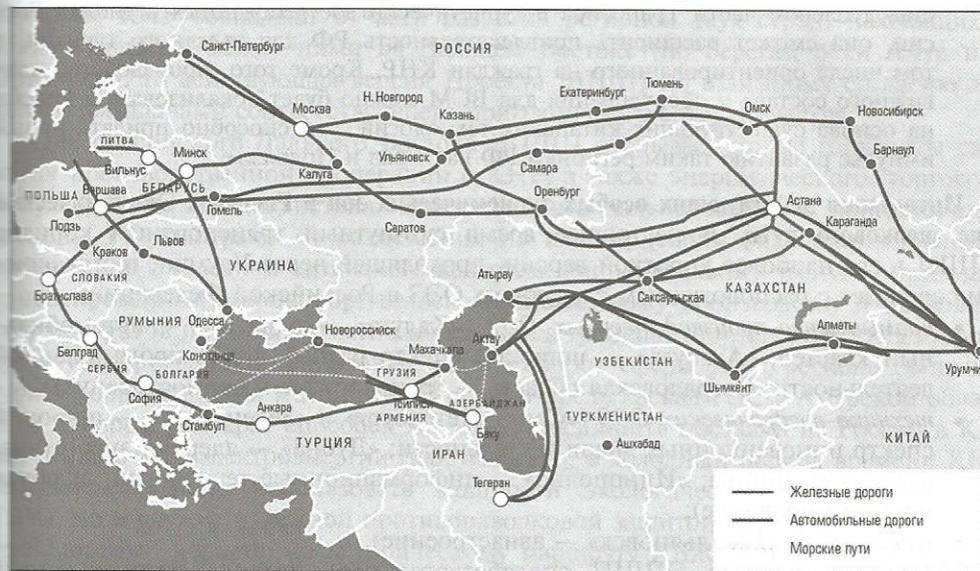 Санкт-Петербург
РОССИЯ
Москва
Н. Новгород
Казань
Екатеринбург
Тюмень
Омск
Новосибирск
Барнаул
ЛИТВА
Вильнус
Минск
Калуга
Ульяновск
Самара
ПОЛЬША
Варшава
БЕЛАРУСЬ
Гомель
Саратов
Оренбург
Астана
Караганда
Лодзь
Краков
Львов
СЛОВАКИЯ
Братислава
УКРАИНА
Атырау
КАЗАХСТАН
Саксаульская
РУМЫНИЯ
Одесса
Новороссийск
Актау
Алматы
Белград
Махачкала
УЗБЕКИСТАН
Урумчи
СЕРБИЯ
БОЛГАРИЯ
ГРУЗИЯ
Тбилиси
Шымкент
София
Стамбул
Анкара
АРМЕНИЯ
АЗЕРБАЙДЖАН
Баку
ТУРКМЕНИСТАН
ТУРЦИЯ
ИРАН
Ашхабад
КИТАЙ
Тегеран
Железные дороги
Автомобильные дороги
Морские пути